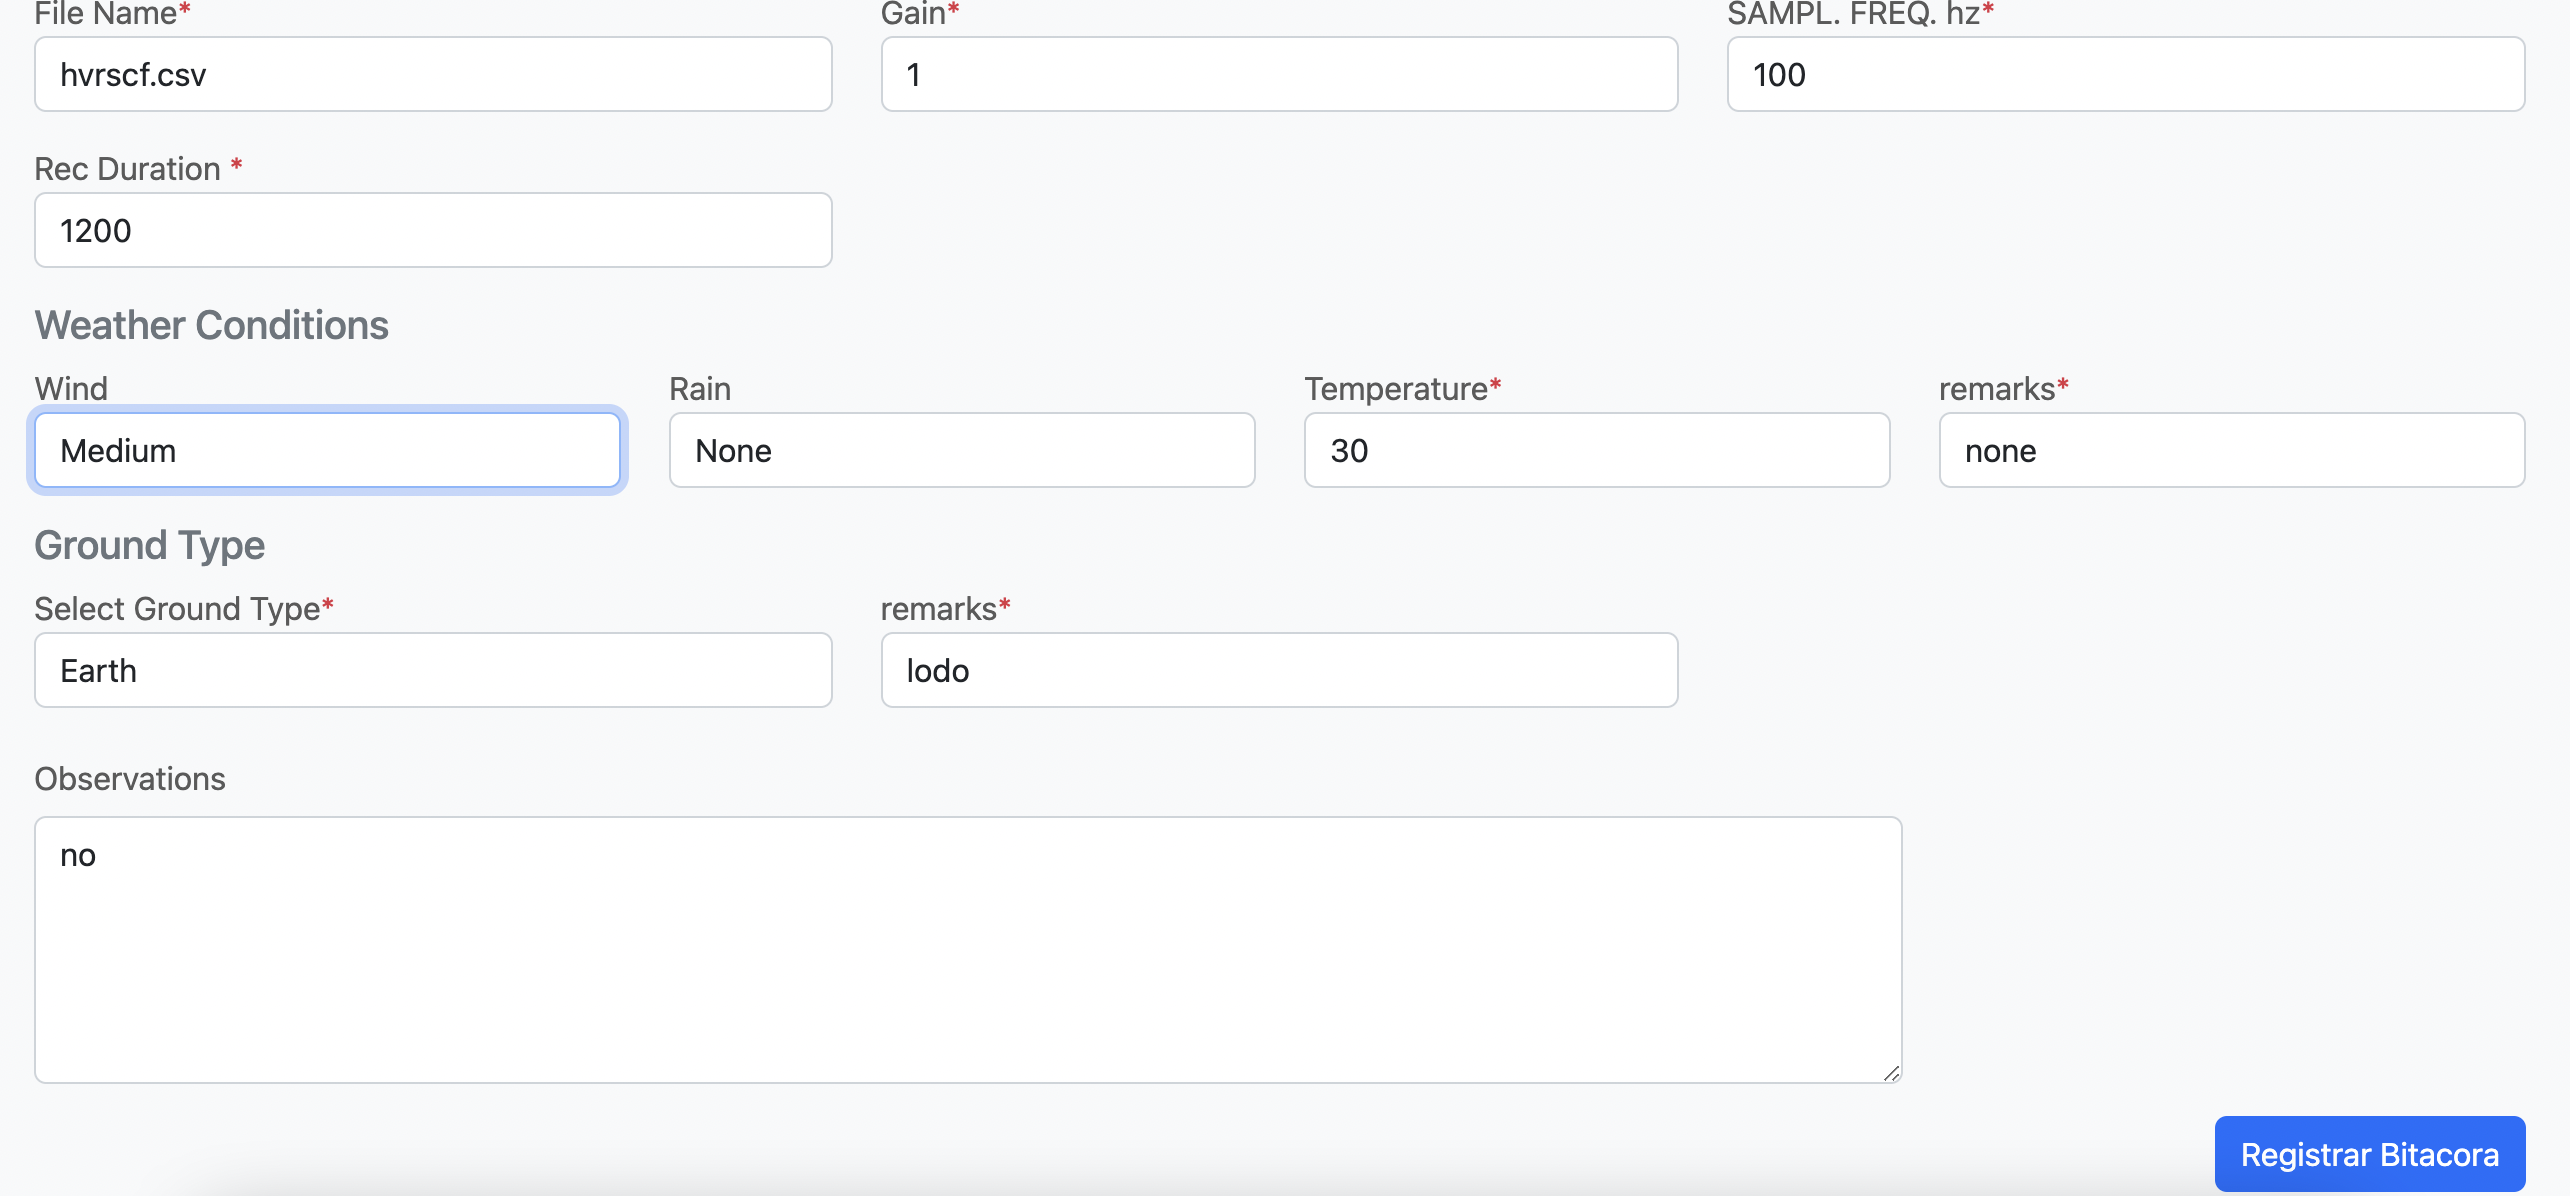 File Name* Gain* SAMPL. FREQ. hz*
hvrscf.csv 1 100
Rec Duration *
1200
Weather Conditions
Wind Rain Temperature* remarks*
Medium None 30 none
Ground Type
Select Ground Type* remarks*
Earth lodo
Observations
no
Registrar Bitacora